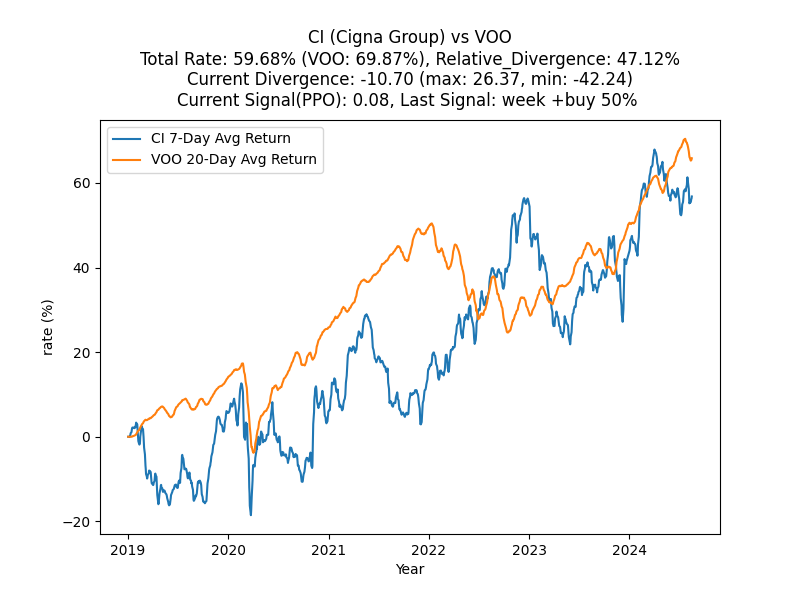 CI (Cigna Group) vs VOO
Total Rate: 59.68% (VOO: 69.87%), Relative_Divergence: 47.12%
Current Divergence: -10.70 (max: 26.37, min: -42.24)
Current Signal(PPO): 0.08, Last Signal: week +buy 50%
CI 7-Day Avg Return
VOO 20-Day Avg Return
60
40
20
0
−20
rate (%)
2019
2020
2021
2022
2023
2024
Year